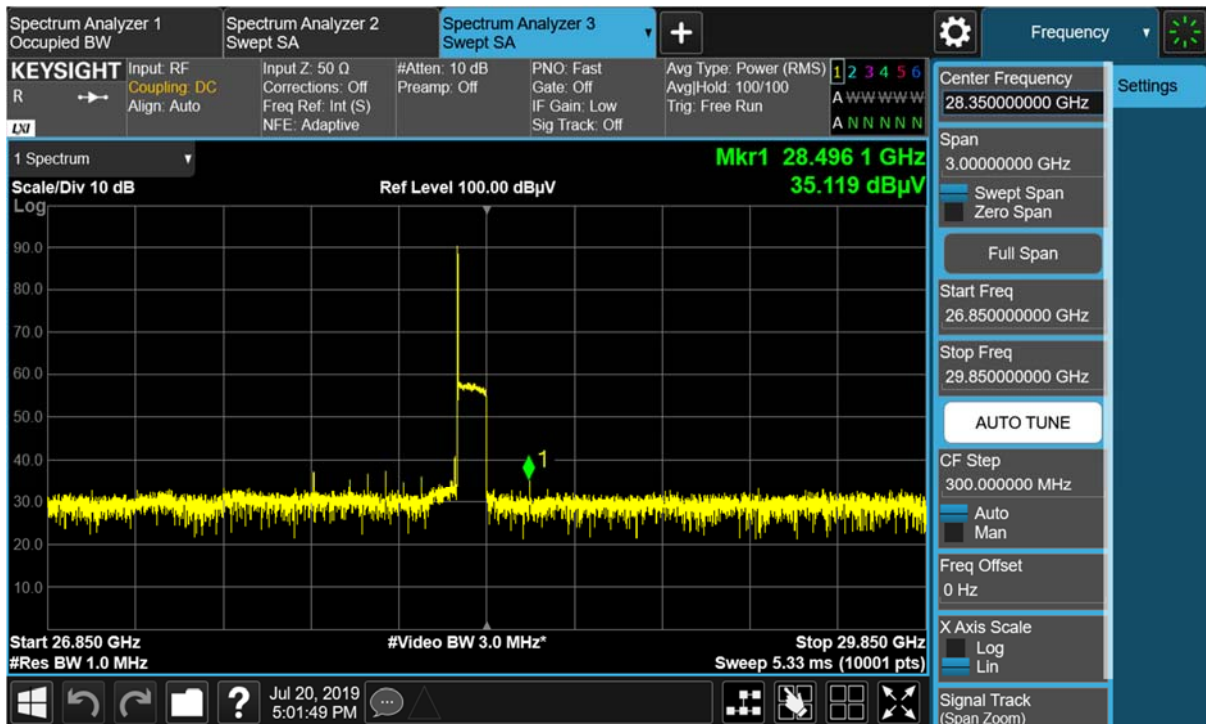 Spectrum Analyzer 1
Occupied BW
Spectrum Analyzer 2
Swept SA
Spectrum Analyzer 3
Swept SA
Frequency
KEYSIGHT
R
LXI
Input: RF
Coupling: DC
Align: Auto
Input Z: 50 Ω
Corrections: Off
Freq Ref: Int (S)
NFE: Adaptive
#Atten: 10 dB
Preamp: Off
PNO: Fast
Gate: Off
IF Gain: Low
Sig Track: Off
Avg Type: Power (RMS)
Avg|Hold: 100/100
Trig: Free Run
1 2 3 4 5 6
A W W W W W
A N N N N N
1 Spectrum
Scale/Div 10 dB
Log
Ref Level 100.00 dBµV
Mkr1 28.496 1 GHz
35.119 dBµV
90.0
80.0
70.0
60.0
50.0
40.0
30.0
20.0
10.0
1
Start 26.850 GHz
#Video BW 3.0 MHz*
Stop 29.850 GHz
#Res BW 1.0 MHz
Sweep 5.33 ms (10001 pts)
Jul 20, 2019
5:01:49 PM
Center Frequency
28.350000000 GHz
Settings
Span
3.00000000 GHz
Swept Span
Zero Span
Full Span
Start Freq
26.850000000 GHz
Stop Freq
29.850000000 GHz
AUTO TUNE
CF Step
300.000000 MHz
Auto
Man
Freq Offset
0 Hz
X Axis Scale
Log
Lin
Signal Track
(Span Zoom)